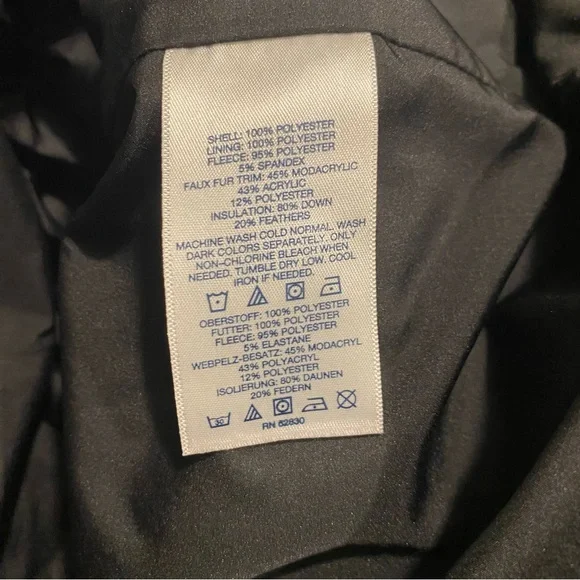 SHELL: 100% POLYESTER
LINING: 100% POLYESTER
FLEECE: 95% POLYESTER
5% SPANDEX
FAUX FUR TRIM: 45% MODACRYLIC
43% ACRYLIC
12% POLYESTER
INSULATION: 80% DOWN
20% FEATHERS
MACHINE WASH COLD NORMAL. WASH
DARK COLORS SEPARATELY. ONLY
NON-CHLORINE BLEACH WHEN
NEEDED. TUMBLE DRY LOW. COOL
IRON IF NEEDED.
OBERSTOFF: 100% POLYESTER
FUTTER: 100% POLYESTER
FLEECE: 95% POLYESTER
5% ELASTANE
WEBPELZ-BESATZ: 45% MODACRYL
43% POLYACRYL
12% POLYESTER
ISOLIERUNG: 80% DAUNEN
20% FEDERN
30
RN 52630